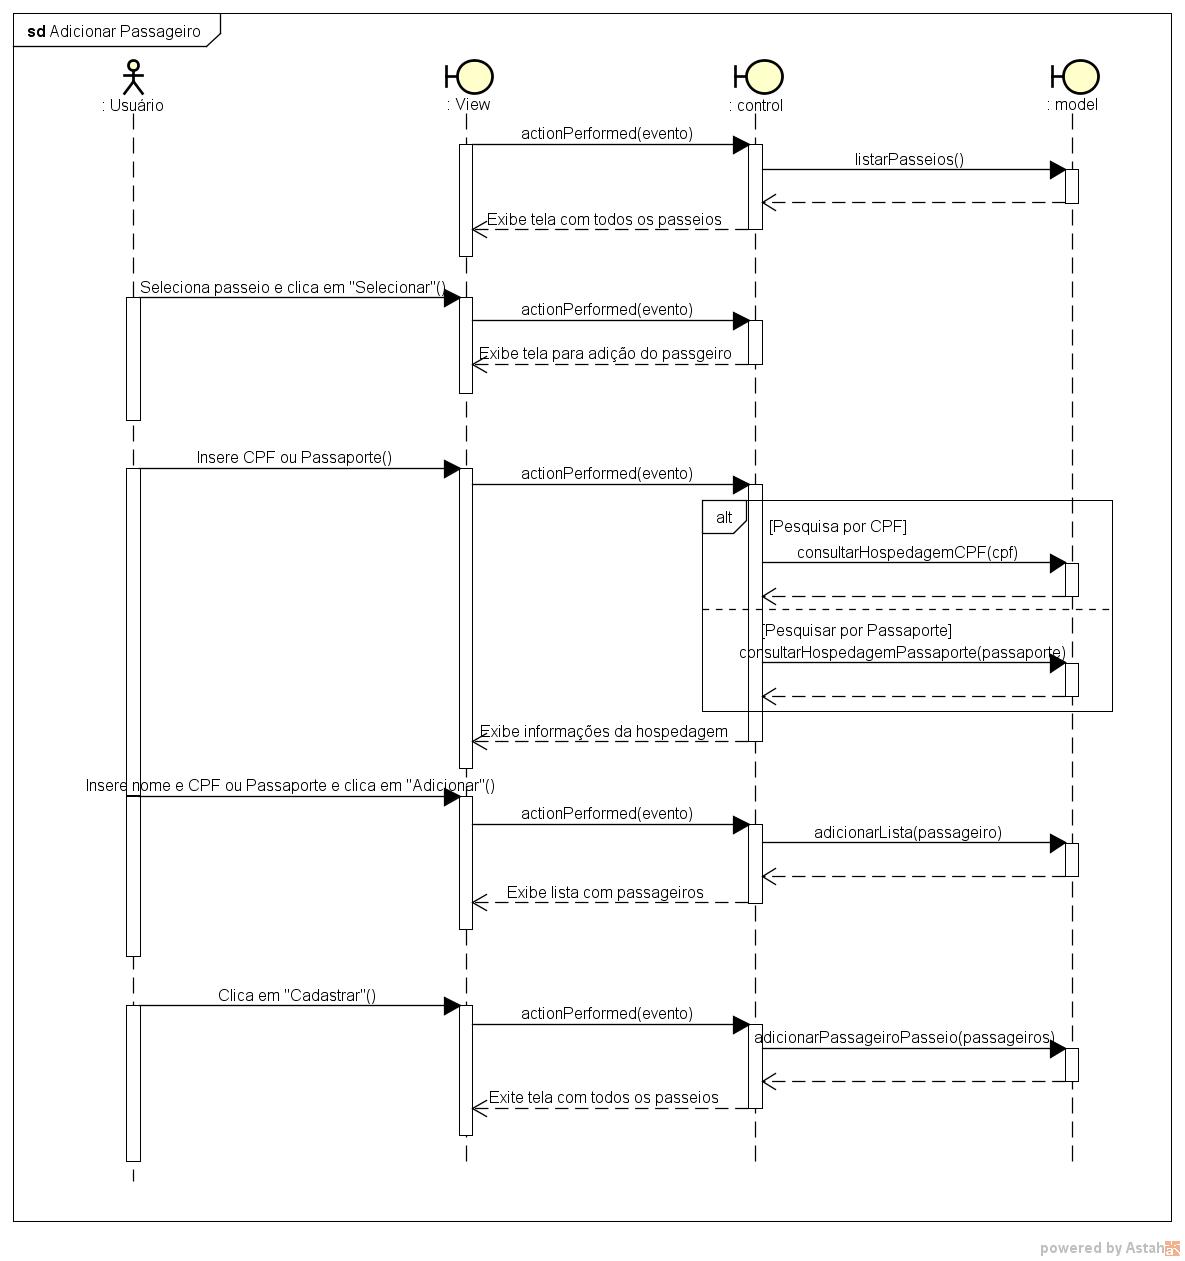 sd Adicionar Passageiro
: Usuário
: View
: control
: model
actionPerformed(evento)
listarPasseios()
Exibe tela com todos os passeios
Seleciona passeio e clica em "Selecionar"()
actionPerformed(evento)
Exibe tela para adição do passgeiro
Insere CPF ou Passaporte()
actionPerformed(evento)
alt
[Pesquisa por CPF]
consultarHospedagemCPF(cpf)
[Pesquisar por Passaporte]
consultarHospedagemPassaporte(passaporte)
Exibe informações da hospedagem
Insere nome e CPF ou Passaporte e clica em "Adicionar"()
actionPerformed(evento)
adicionarLista(passageiro)
Exibe lista com passageiros
Clica em "Cadastrar"()
actionPerformed(evento)
adicionarPassageiroPasseio(passageiros)
Exite tela com todos os passeios
powered by Astah